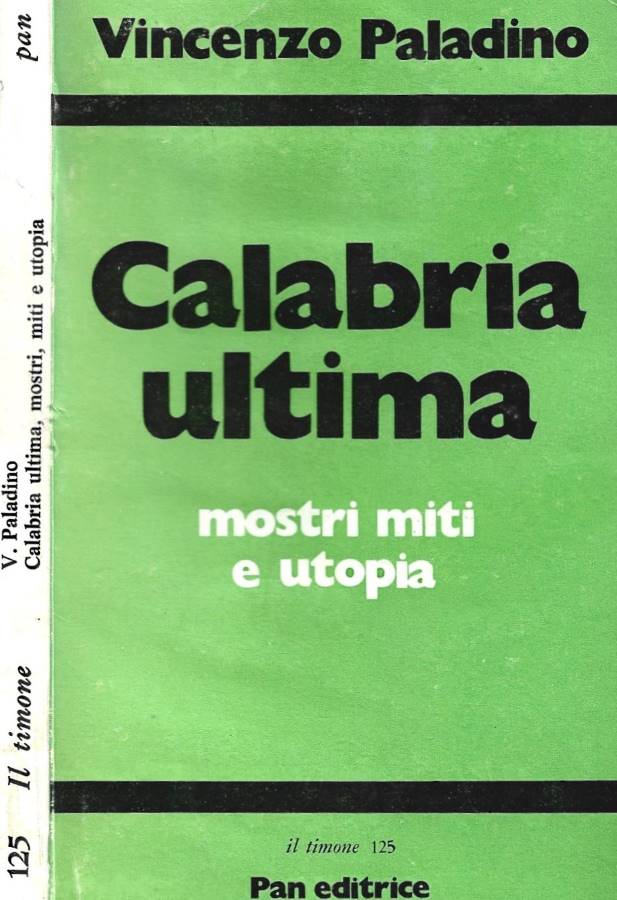 Vincenzo Paladino
Calabria
ultima
mostri miti
e utopia
il timone 125
Pan editrice
pan
V. Paladino
Calabria ultima, mostri, miti e utopia
Il timone
125